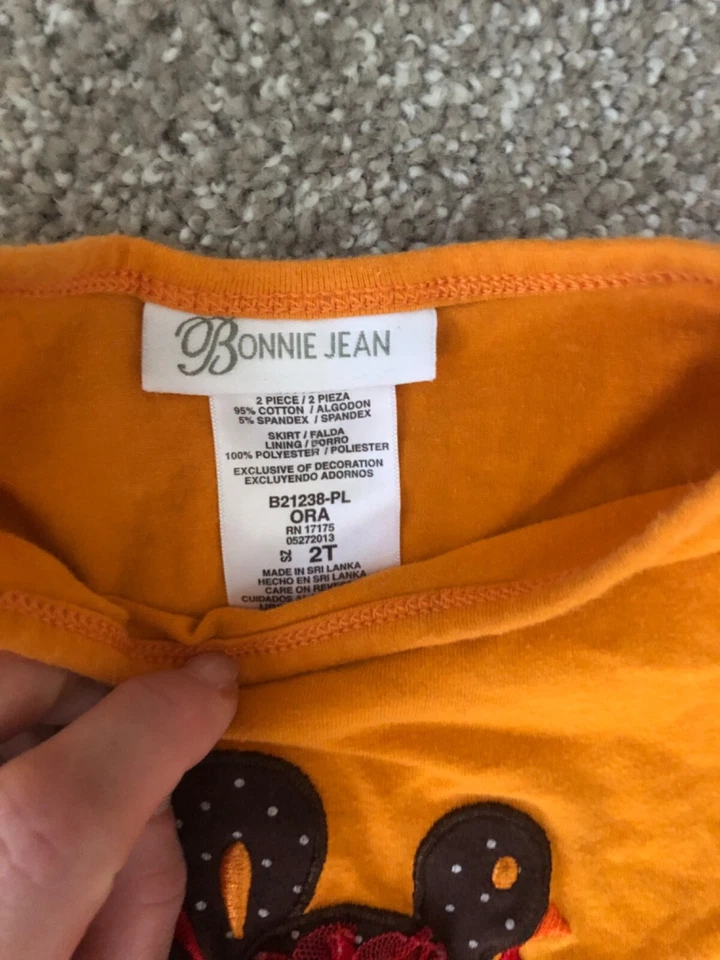 BONNIE JEAN
2 PIECE / 2 PIEZA
95% COTTON / ALGODON
5% SPANDEX / SPANDEX
SKIRT / FALDA
LINING / FORRO
100% POLYESTER / POLIESTER
EXCLUSIVE OF DECORATION
EXCLUYENDO ADORNOS
B21238-PL
ORA
RN 17175
05272013
SZ 2T
MADE IN SRI LANKA
HECHO EN SRI LANKA
CARE ON
CUIDADOS